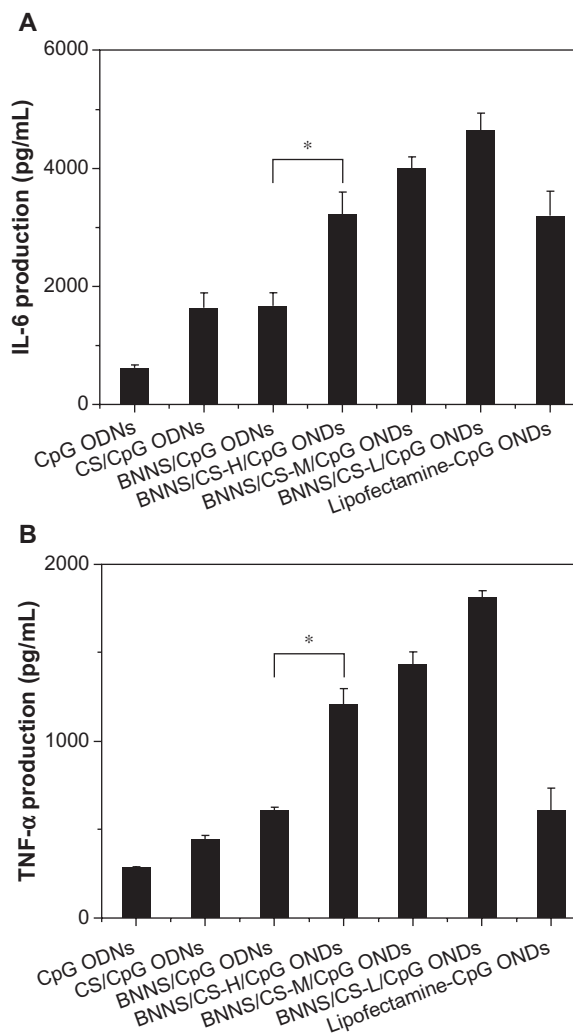 A
6000
4000
2000
0
IL-6 production (pg/mL)
*
CpG ODNs
CS/CpG ODNs
BNNS/CpG ODNs
BNNS/CS-H/CpG ONDs
BNNS/CS-M/CpG ONDs
BNNS/CS-L/CpG ONDs
Lipofectamine-CpG ONDs
B
2000
1000
0
TNF-α production (pg/mL)
*
CpG ODNs
CS/CpG ODNs
BNNS/CpG ODNs
BNNS/CS-H/CpG ONDs
BNNS/CS-M/CpG ONDs
BNNS/CS-L/CpG ONDs
Lipofectamine-CpG ONDs